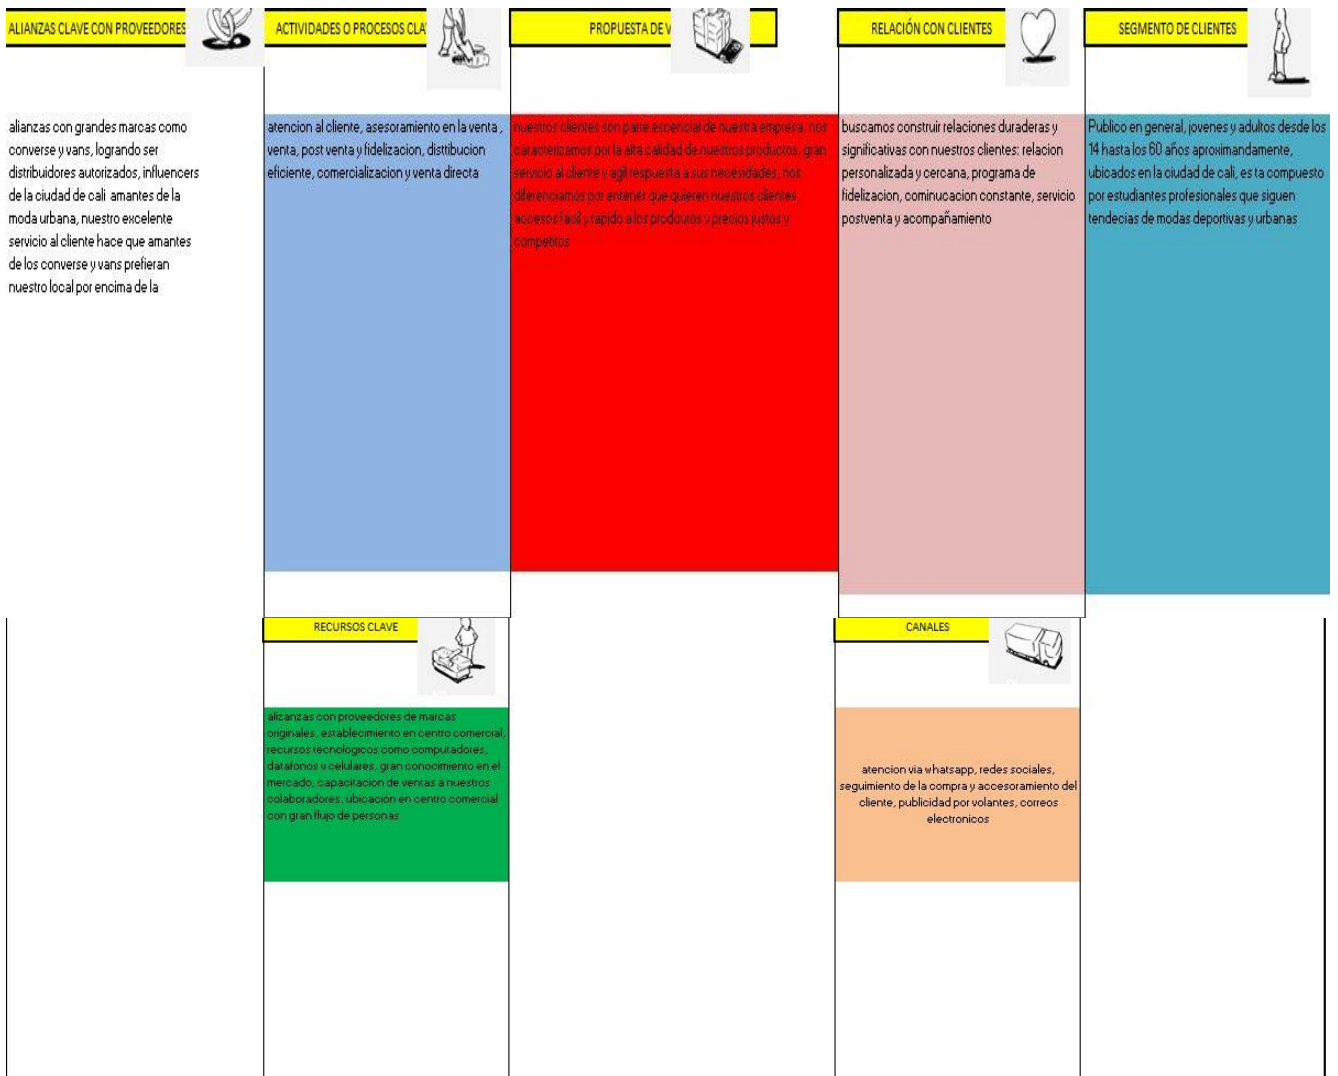 ALIANZAS CLAVE CON PROVEEDORES
alianzas con grandes marcas como
converse y vans, logrando ser
distribuidores autorizados, influencers
de la ciudad de cali amantes de la
moda urbana, nuestro excelente
servicio al cliente hace que amantes
de los converse y vans prefieran
nuestro local por encima de la
ACTIVIDADES O PROCESOS CLA
atencion al cliente, asesoramiento en la venta ,
venta, post venta y fidelizacion, disttibucion
eficiente, comercializacion y venta directa
PROPUESTA DE V
nuestros clientes son parte escencial de nuestra empresa: nos
caracterizamos por la alta calidad de nuestros productos, gran
servicio al cliente y agil respuesta a sus necesidades, nos
diferenciamos por entener que quieren nuestros clientes,
accesos facil y rapido a los prodoutos y precios justos y
competitos
RELACIÓN CON CLIENTES
buscamos construir relaciones duraderas y
significativas con nuestros clientes: relacion
personalizada y cercana, programa de
fidelizacion, cominucacion constante, servicio
postventa y acompañamiento
SEGMENTO DE CLIENTES
Publico en general, jovenes y adultos desde los
14 hasta los 60 años aproximandamente,
ubicados en la ciudad de cali, es ta compuesto
por estudiantes profesionales que siguen
tendecias de modas deportivas y urbanas
RECURSOS CLAVE
alizanzas con proveedores de marcas
originales, establecimiento en centro comercial,
recursos tecnologicos como computadores,
datafonos y celulares, gran conocimiento en el
mercado, capacitacion de ventas a nuestros
colaboradores, ubicación en centro comercial
con gran flujo de personas
CANALES
atencion via whatsapp, redes sociales,
seguimiento de la compra y accesoramiento del
cliente, publicidad por volantes, correos
electronicos